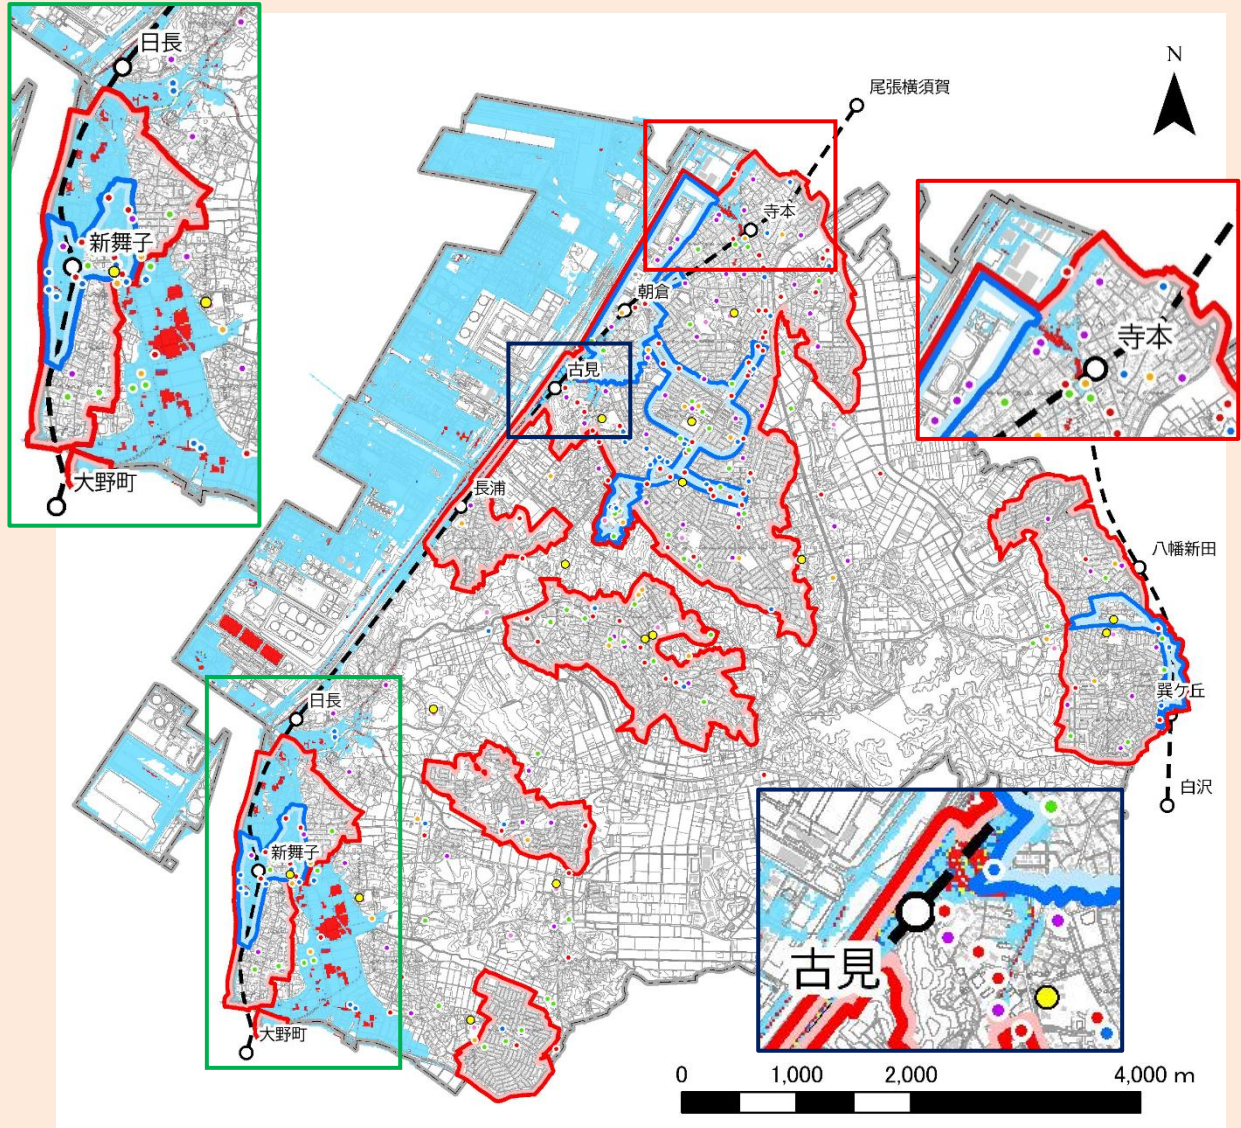 日長
新舞子
大野町
N
尾張横須賀
寺本
朝倉
古見
長浦
日長
新舞子
大野町
寺本
八幡新田
巽ケ丘
白沢
古見
0 1,000 2,000 4,000 m